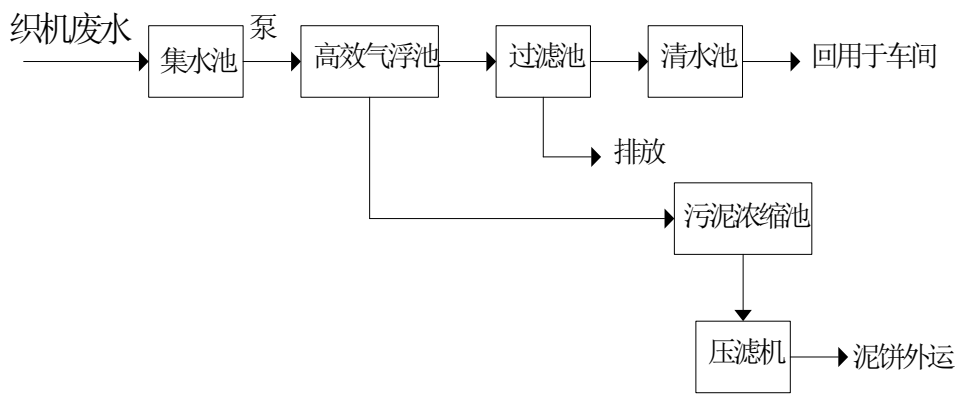 织机废水
集水池
泵
高效气浮池
过滤池
清水池
回用于车间
排放
污泥浓缩池
压滤机
泥饼外运